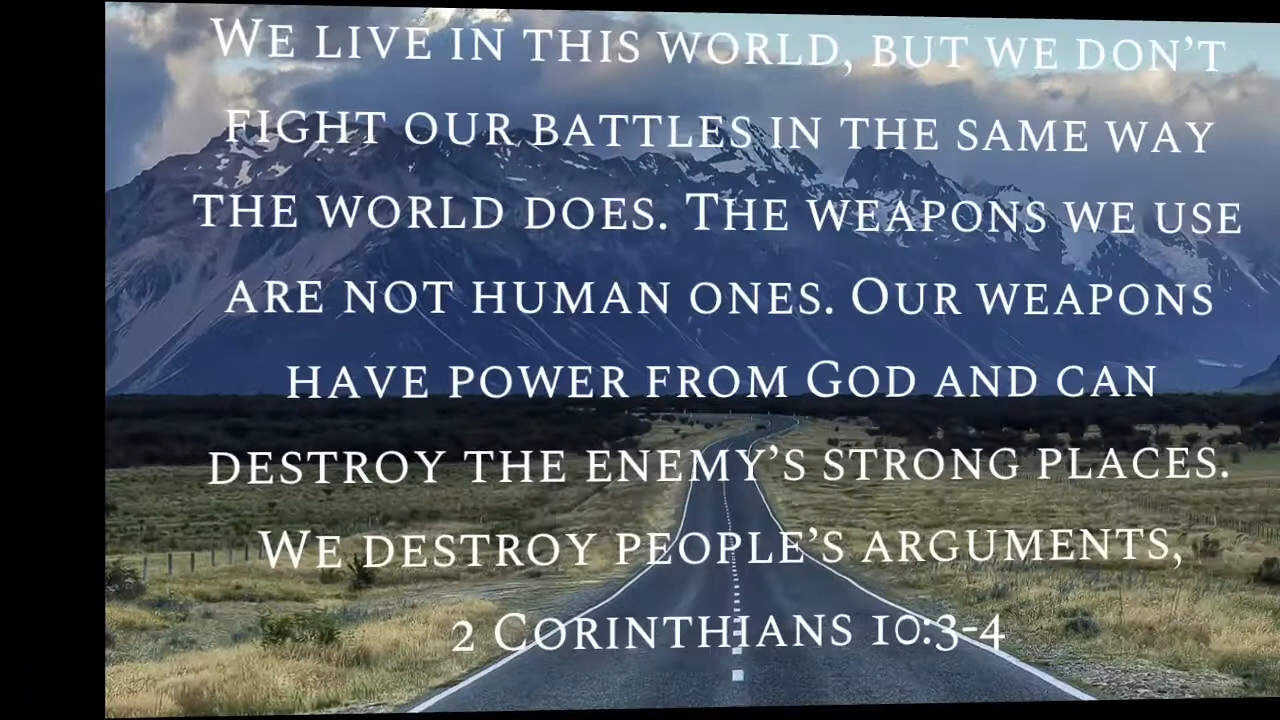 We live in this world, but we don’t
fight our battles in the same way
the world does. The weapons we use
are not human ones. Our weapons
have power from God and can
destroy the enemy’s strong places.
We destroy people’s arguments,
2 Corinthians 10:3-4